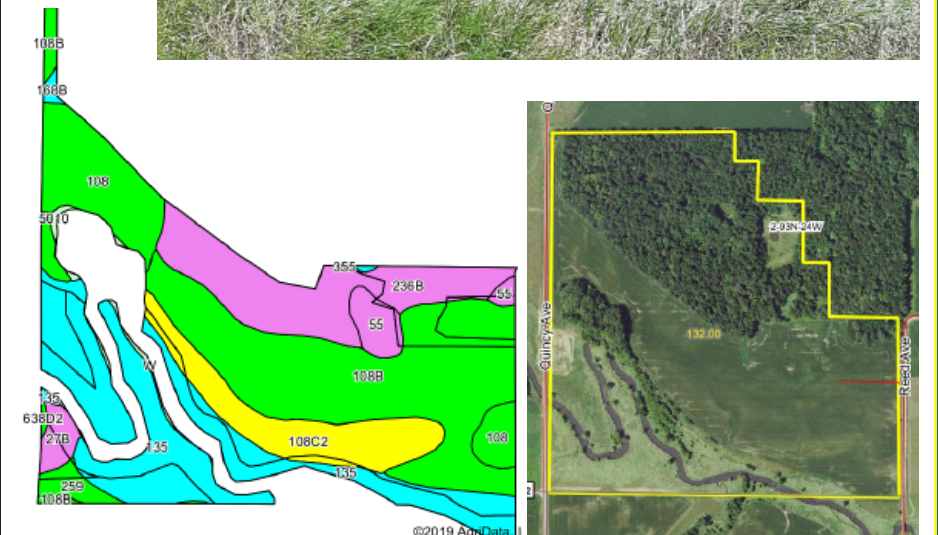 108B
168B
108
5010
355
236B
55
55
W
108B
135
638D2
27B
135
108C2
108
135
259
108B
©2019 AgriData, I
2-93N-24W
Quincy Ave
132.00
Reed Ave
2